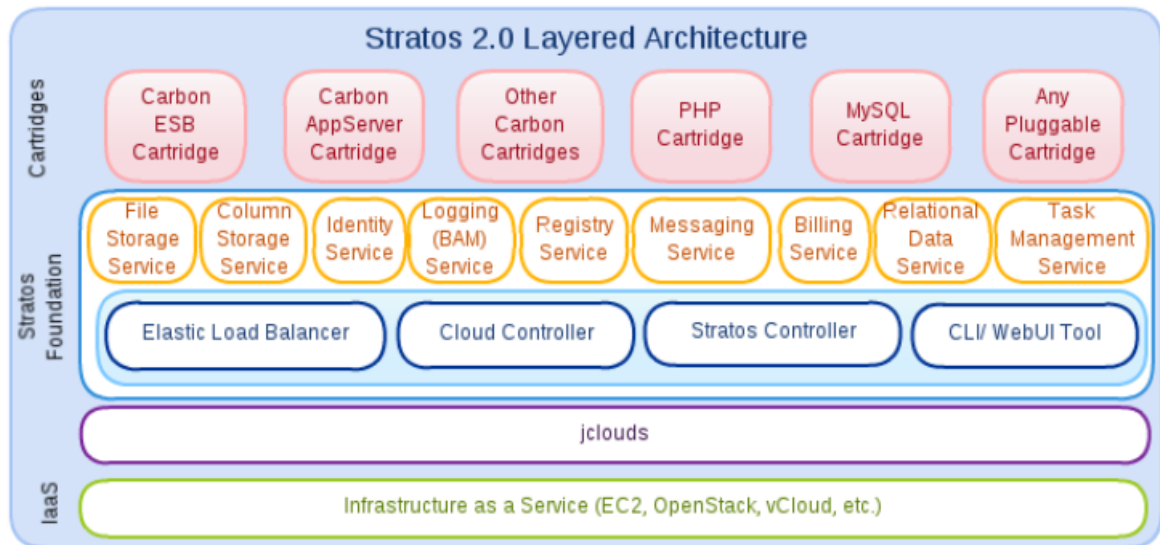 Stratos 2.0 Layered Architecture
Cartridges
Carbon
ESB
Cartridge
Carbon
AppServer
Cartridge
Other
Carbon
Cartridges
PHP
Cartridge
MySQL
Cartridge
Any
Pluggable
Cartridge
Stratos
Foundation
File
Storage
Service
Column
Storage
Service
Identity
Service
Logging
(BAM)
Service
Registry
Service
Messaging
Service
Billing
Service
Relational
Data
Service
Task
Management
Service
Elastic Load Balancer
Cloud Controller
Stratos Controller
CLI/ WebUI Tool
jclouds
IaaS
Infrastructure as a Service (EC2, OpenStack, vCloud, etc.)